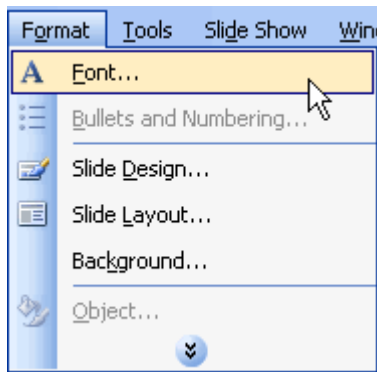 Format Tools Slide Show
Font...
Bullets and Numbering...
Slide Design...
Slide Layout...
Background...
Object...